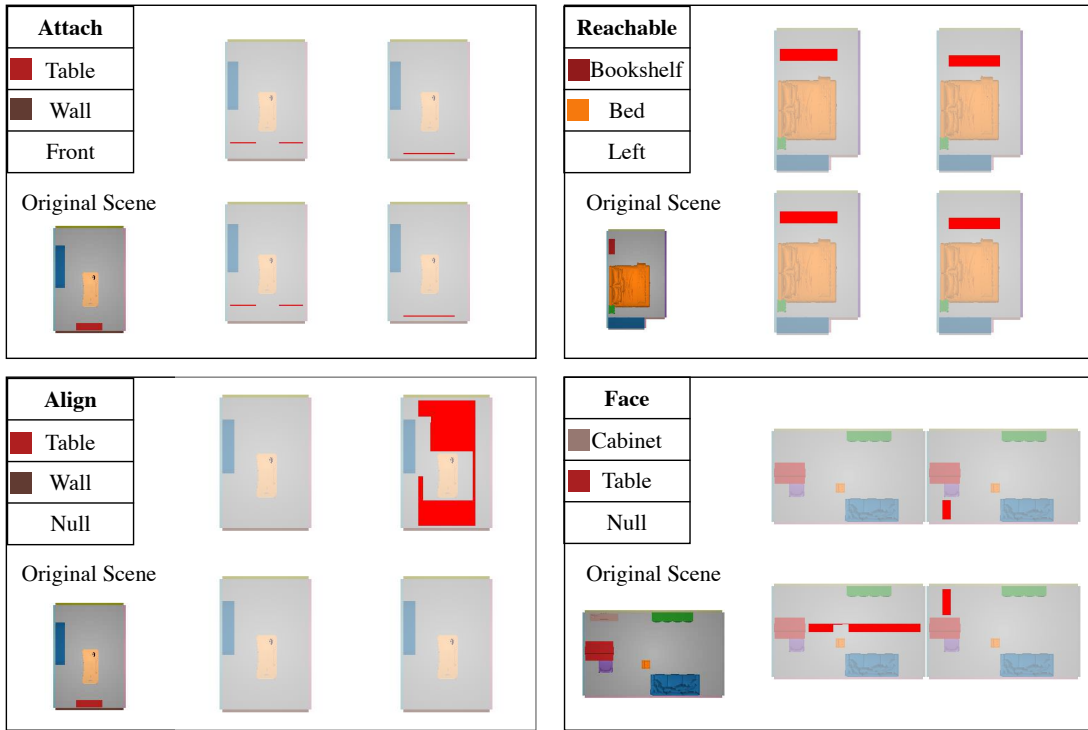 Attach
Table
Wall
Front
Original Scene
Reachable
Bookshelf
Bed
Left
Original Scene
Align
Table
Wall
Null
Original Scene
Face
Cabinet
Table
Null
Original Scene